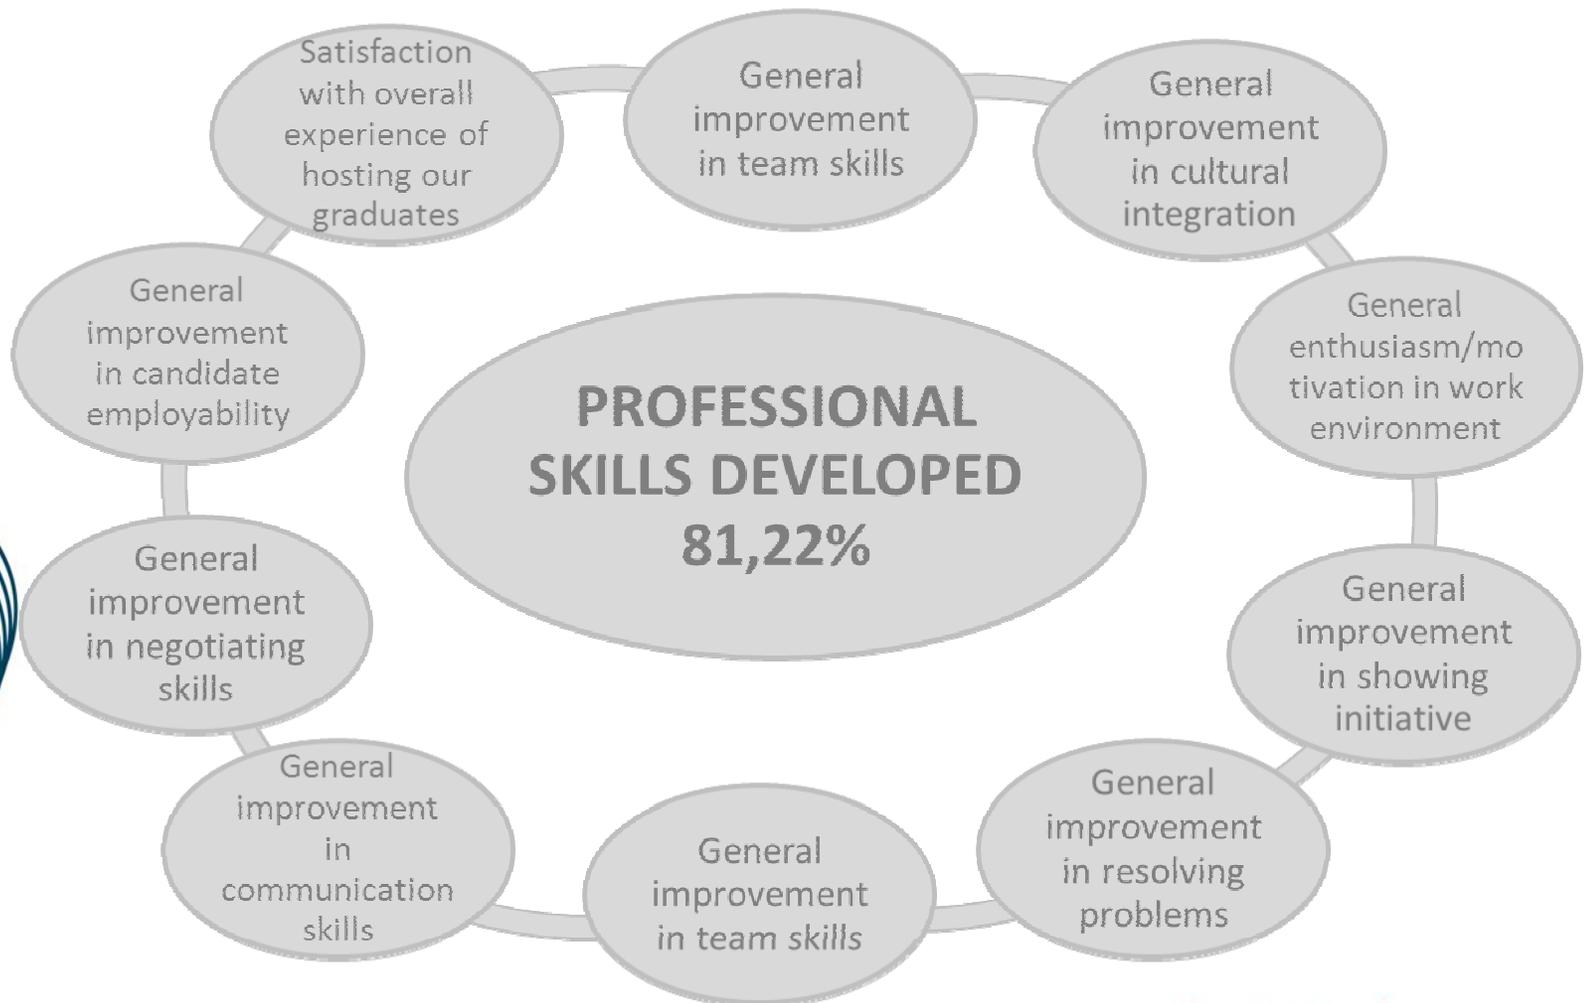 Satisfaction
with overall
experience of
hosting our
graduates
General
improvement
in team skills
General
improvement
in cultural
integration
General
enthusiasm/mo
tivation in work
environment
General
improvement
in showing
initiative
General
improvement
in resolving
problems
General
improvement
in team skills
General
improvement
in
communication
skills
General
improvement
in negotiating
skills
General
improvement
in candidate
employability
PROFESSIONAL
SKILLS DEVELOPED
81,22%